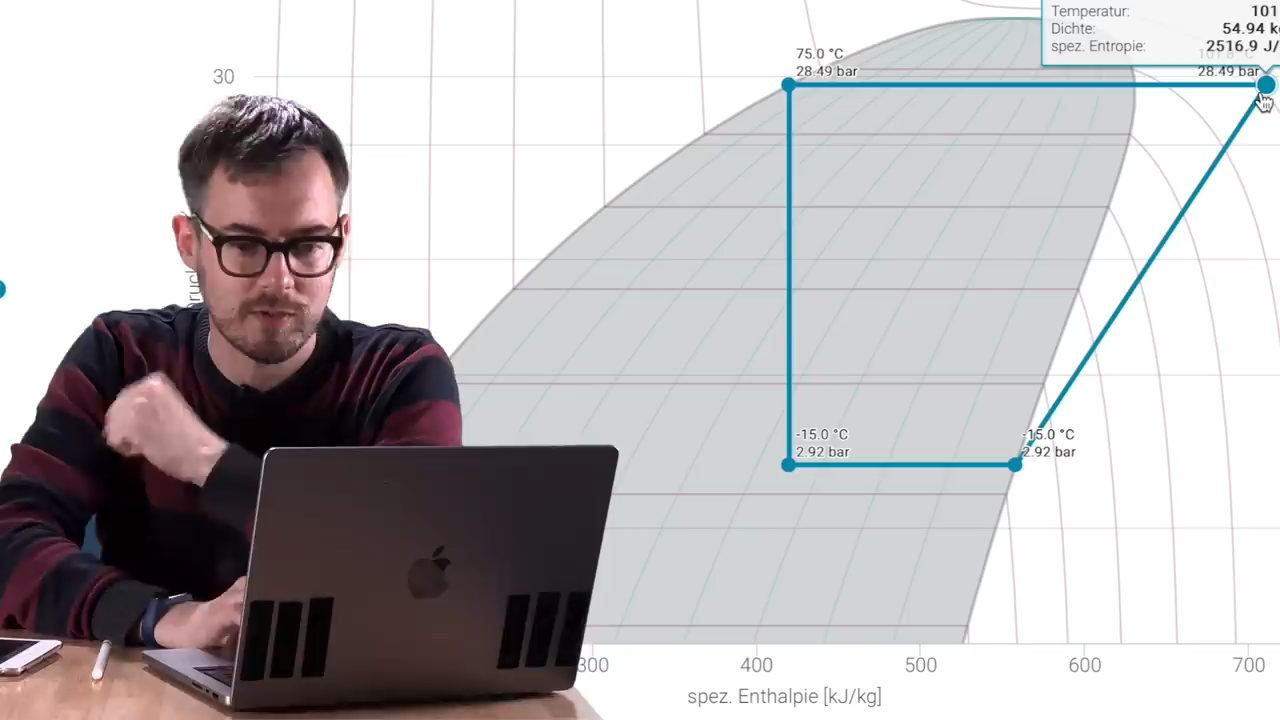 Temperatur: 101
Dichte: 54.94
spez. Entropie: 2516.9 J/
75.0 °C
28.49 bar
28.49 bar
30
-15.0 °C
2.92 bar
-15.0 °C
2.92 bar
300
400
500
600
700
spez. Enthalpie [kJ/kg]